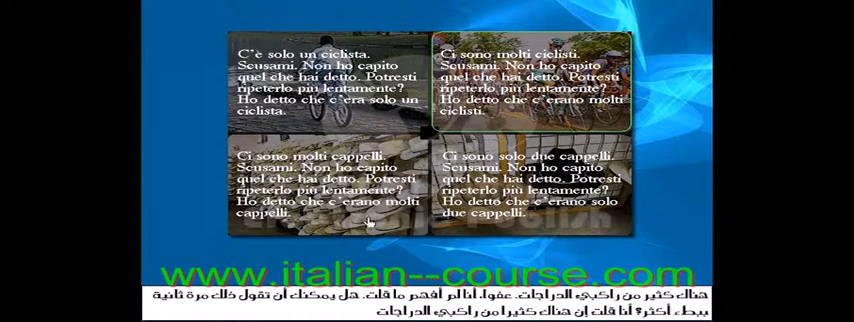 C'è solo un ciclista.
Scusami. Non ho capito
quel che hai detto. Potresti
ripeterlo più lentamente?
Ho detto che c'era solo un
ciclista.
Ci sono molti ciclisti.
Scusami. Non ho capito
quel che hai detto. Potresti
ripeterlo più lentamente?
Ho detto che c'erano molti
ciclisti.
Ci sono molti cappelli.
Scusami. Non ho capito
quel che hai detto. Potresti
ripeterlo più lentamente?
Ho detto che c'erano molti
cappelli.
Ci sono solo due cappelli.
Scusami. Non ho capito
quel che hai detto. Potresti
ripeterlo più lentamente?
Ho detto che c'erano solo
due cappelli.
www.italian--course.com
هناك كثير من راكبي الدراجات. عفوا. أنا لم أفهم ما قلت. هل يمكنك أن تقول ذلك مرة ثانية
ببطء أكثر؟ أنا قلت إن هناك كثيرا من راكبي الدراجات